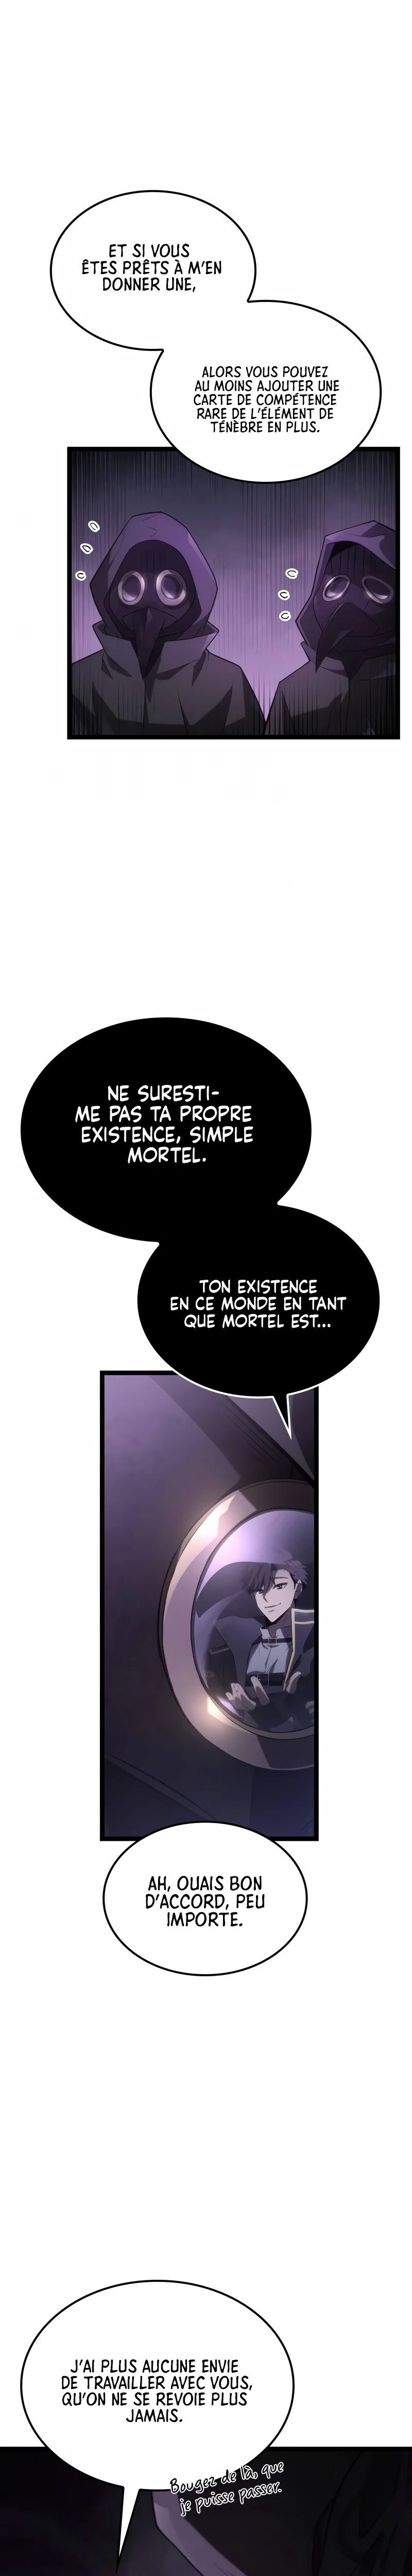 ET SI VOUS
ÊTES PRÊTS À M'EN
DONNER UNE,
ALORS VOUS POUVEZ
AU MOINS AJOUTER UNE
CARTE DE COMPÉTENCE
RARE DE L'ÉLÉMENT DE
TÉNÈBRE EN PLUS.
NE SURESTI-
ME PAS TA PROPRE
EXISTENCE, SIMPLE
MORTEL.
TON EXISTENCE
EN CE MONDE EN TANT
QUE MORTEL EST...
AH, OUAIS BON
D'ACCORD, PEU
IMPORTE.
J'AI PLUS AUCUNE ENVIE
DE TRAVAILLER AVEC VOUS,
QU'ON NE SE REVOIE PLUS
JAMAIS.
Bougez de là, que
je puisse passer.